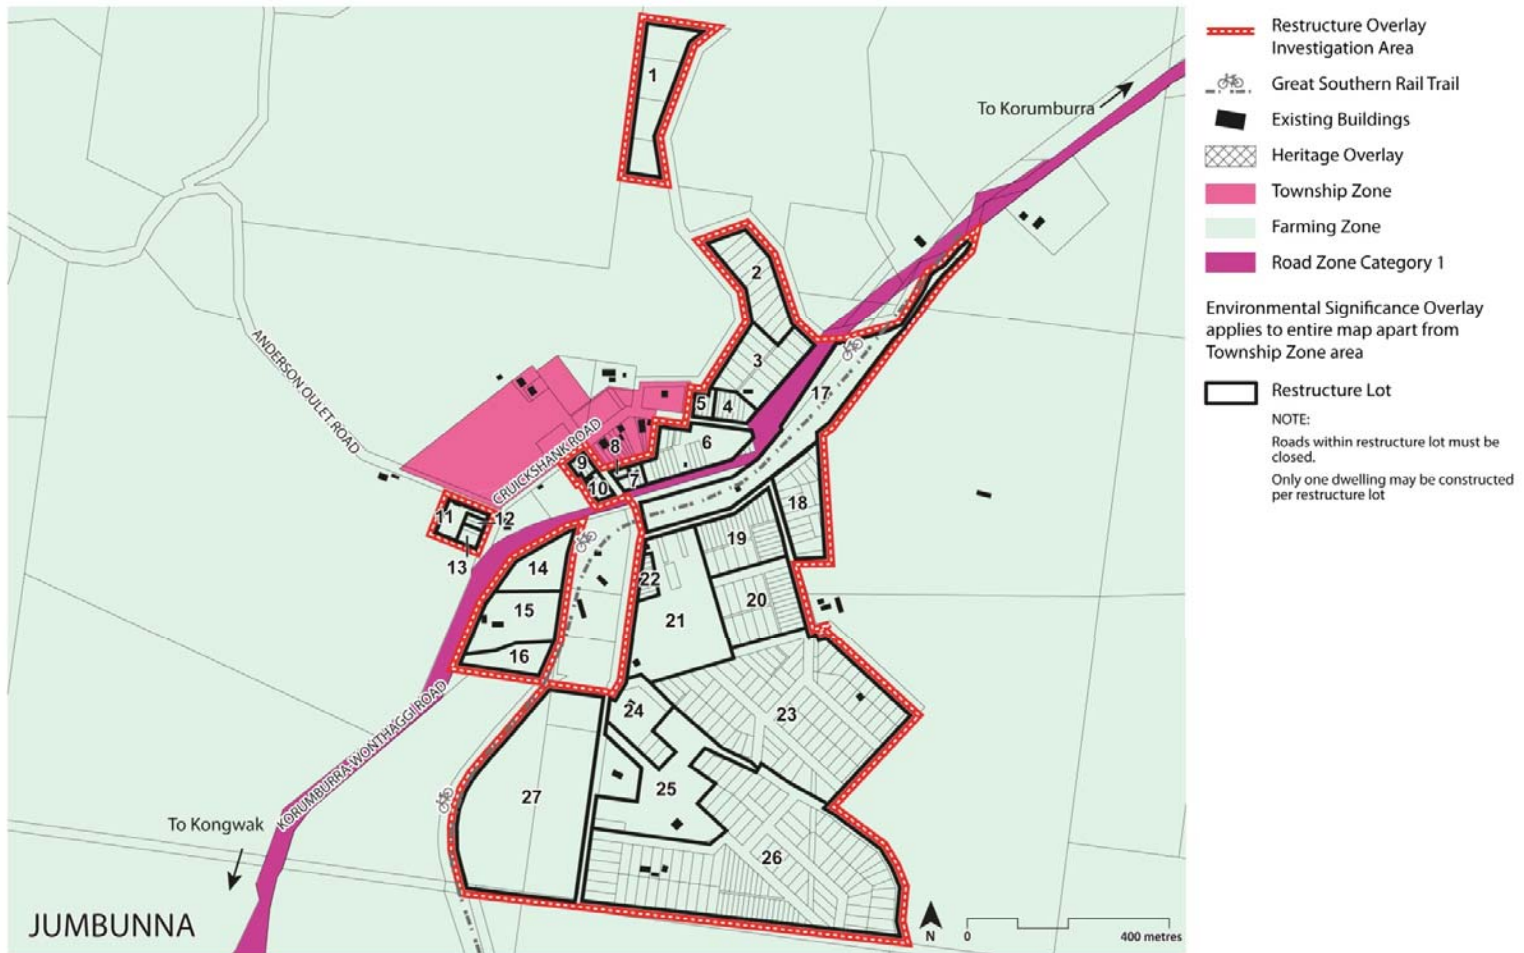 1
To Korumburra
2
3
17
5
4
6
ANDERSON OULET ROAD
CRUICKSHANK ROAD
8
9
7
10
11
12
13
18
19
14
22
20
15
21
16
KORUMBURRA-WONTHAGGI ROAD
24
23
25
27
26
To Kongwak
JUMBUNNA
N
0
400 metres
Restructure Overlay
Investigation Area
Great Southern Rail Trail
Existing Buildings
Heritage Overlay
Township Zone
Farming Zone
Road Zone Category 1
Environmental Significance Overlay
applies to entire map apart from
Township Zone area
Restructure Lot
NOTE:
Roads within restructure lot must be
closed.
Only one dwelling may be constructed
per restructure lot